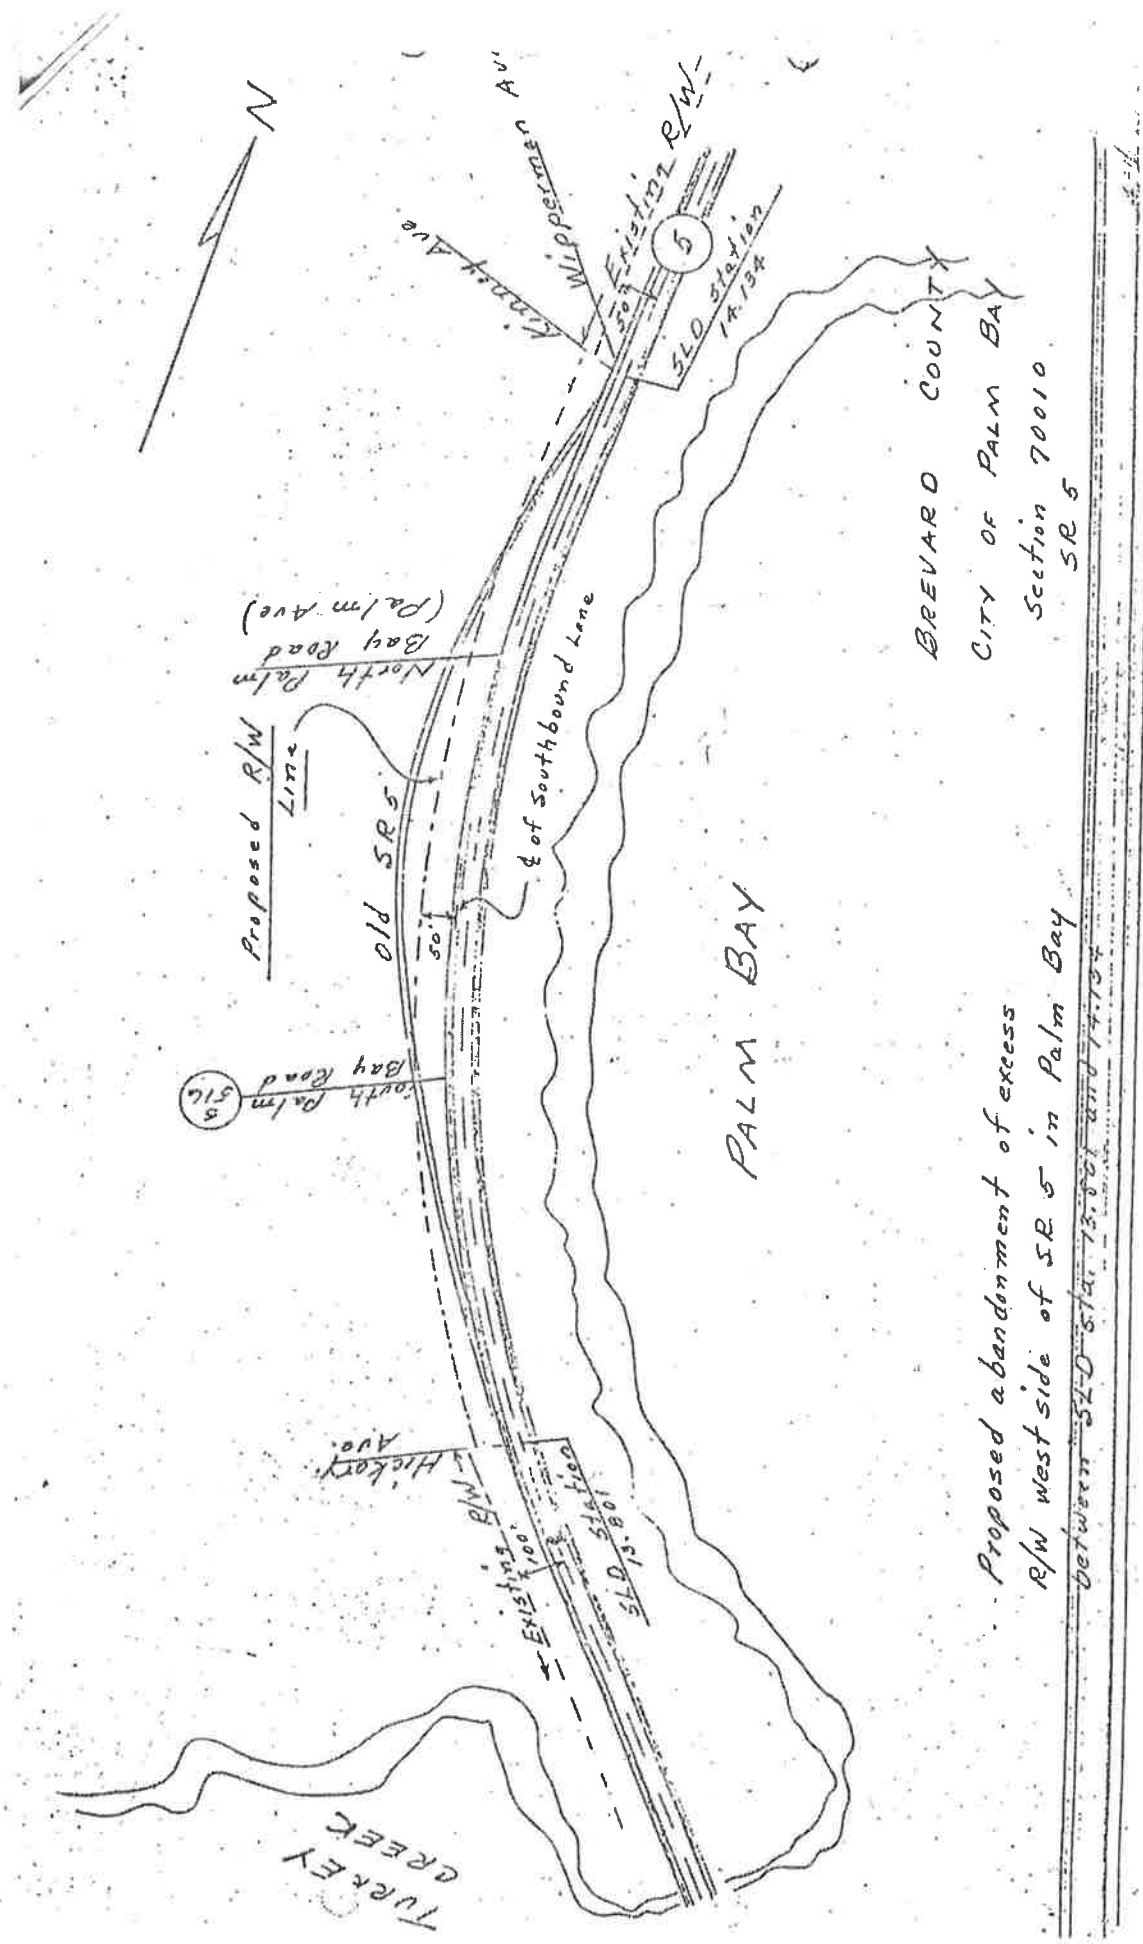 N
TURKEY
CREEK
Existing R/W
±100'
Hickory
Ave.
SLD Station
13.801
5
516
South Palm
Bay Road
Old SR 5
50'
Proposed R/W
Line
North Palm
Bay Road
(Palm Ave)
℄ of Southbound Lane
Kinney Ave
Wipperman Av
Existing R/W
50'
5
SLD Station
14.134
PALM BAY
BREVARD COUNTY
CITY OF PALM BAY
Section 70010
SR 5
Proposed abandonment of excess
R/W west side of SR 5 in Palm Bay
between SLD sta. 13.801 and 14.134